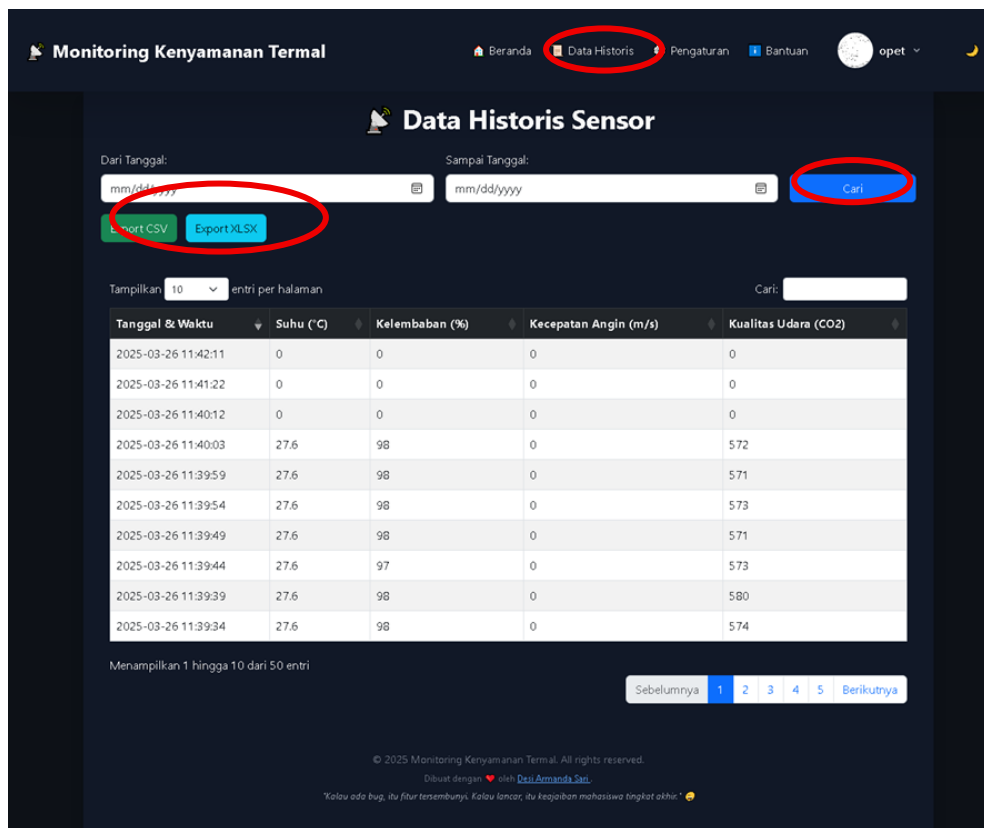 Monitoring Kenyamanan Termal Beranda Data Historis Pengaturan Bantuan opet
Data Historis Sensor
Dari Tanggal: Sampai Tanggal:
mm/dd/yyyy mm/dd/yyyy Cari
Export CSV Export XLSX
Tampilkan 10 entri per halaman Cari:
Tanggal & Waktu Suhu (°C) Kelembaban (%) Kecepatan Angin (m/s) Kualitas Udara (CO2)
2025-03-26 11:42:11 0 0 0 0
2025-03-26 11:41:22 0 0 0 0
2025-03-26 11:40:12 0 0 0 0
2025-03-26 11:40:03 27.6 98 0 572
2025-03-26 11:39:59 27.6 98 0 571
2025-03-26 11:39:54 27.6 98 0 573
2025-03-26 11:39:49 27.6 98 0 571
2025-03-26 11:39:44 27.6 97 0 573
2025-03-26 11:39:39 27.6 98 0 580
2025-03-26 11:39:34 27.6 98 0 574
Menampilkan 1 hingga 10 dari 50 entri
Sebelumnya 1 2 3 4 5 Berikutnya
© 2025 Monitoring Kenyamanan Termal. All rights reserved.
Dibuat dengan ❤ oleh Desi Armanda Sari.
"Kalau ada bug, itu fitur tersembunyi. Kalau lancar, itu keajaiban mahasiswa tingkat akhir."